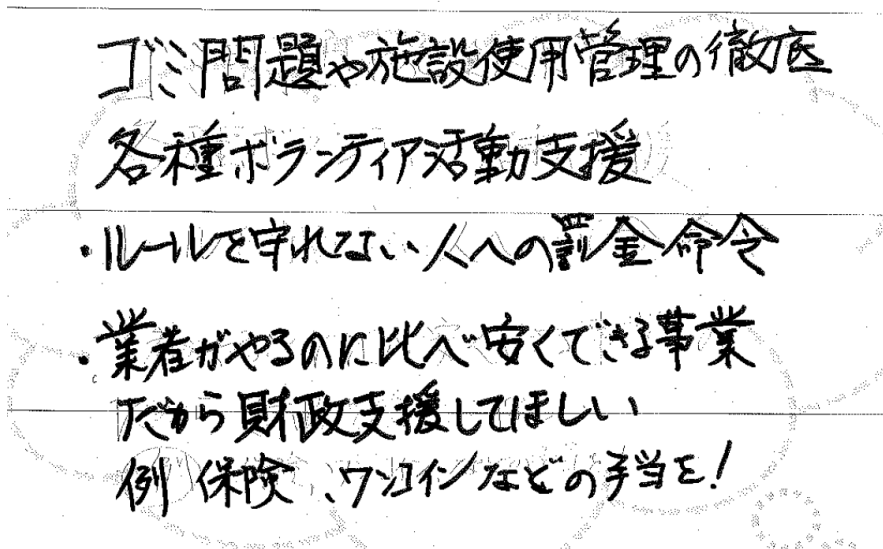 ゴミ問題や施設使用管理の徹底
各種ボランティア活動支援
・ルールを守れない人への罰金命令
・業者がやるのに比べ安くできる事業
だから財政支援してほしい
例 保険、ワンコインなどの手当を!